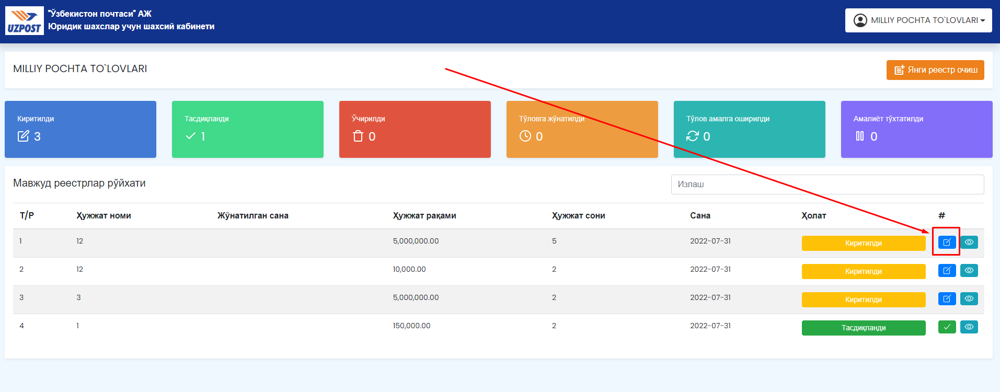 UZPOST
"Ўзбекистон почтаси" АЖ
Юридик шахслар учун шахсий кабинети
MILLIY POCHTA TO`LOVLARI
MILLIY POCHTA TO`LOVLARI
Янги реестр очиш
Киритилди
3
Тасдиқланди
1
Ўчирилди
0
Тўловга жўнатилди
0
Тўлов амалга оширилди
0
Амалиёт тўхтатилди
0
Мавжуд реестрлар рўйхати
Излаш
Т/Р Ҳужжат номи Жўнатилган сана Ҳужжат рақами Ҳужжат сони Сана Ҳолат #
1 12 5,000,000.00 5 2022-07-31 Киритилди
2 12 10,000.00 2 2022-07-31 Киритилди
3 3 5,000,000.00 2 2022-07-31 Киритилди
4 1 150,000.00 2 2022-07-31 Тасдиқланди